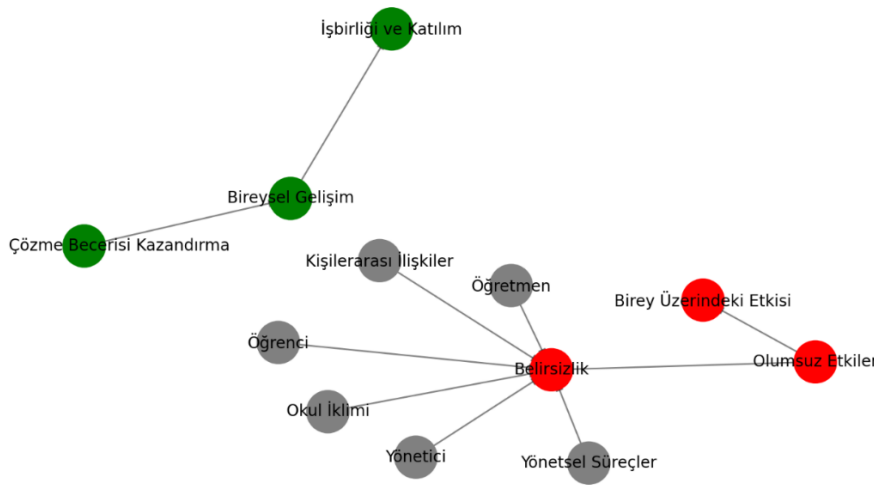 İşbirliği ve Katılım
Bireysel Gelişim
Çözme Becerisi Kazandırma
Kişilerarası İlişkiler
Öğretmen
Birey Üzerindeki Etkisi
Öğrenci
Belirsizlik
Olumsuz Etkiler
Okul İklimi
Yönetici
Yönetsel Süreçler